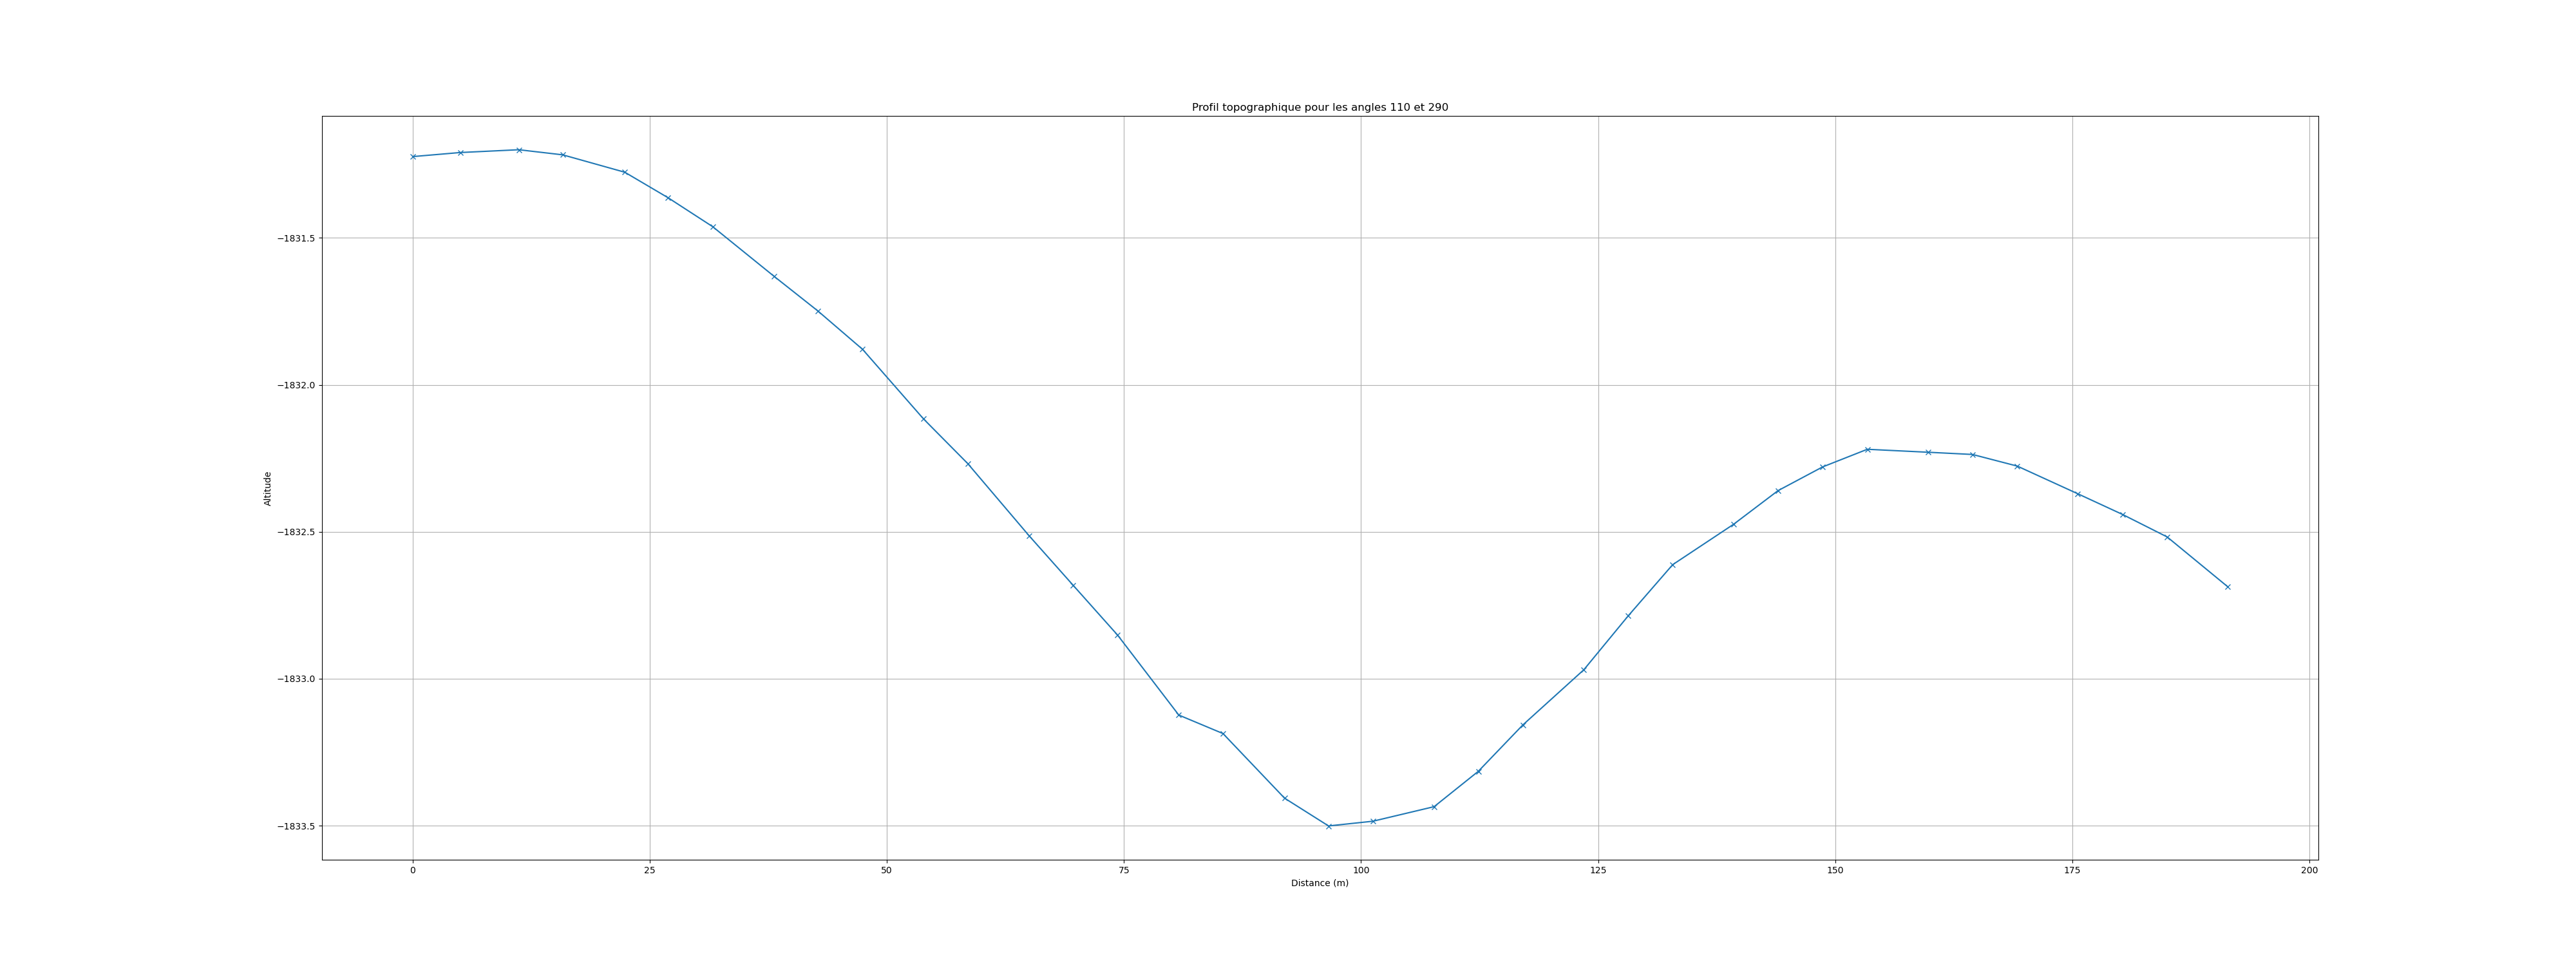 Profil topographique pour les angles 110 et 290
−1831.5
−1832.0
−1832.5
−1833.0
−1833.5
Altitude
0 25 50 75 100 125 150 175 200
Distance (m)